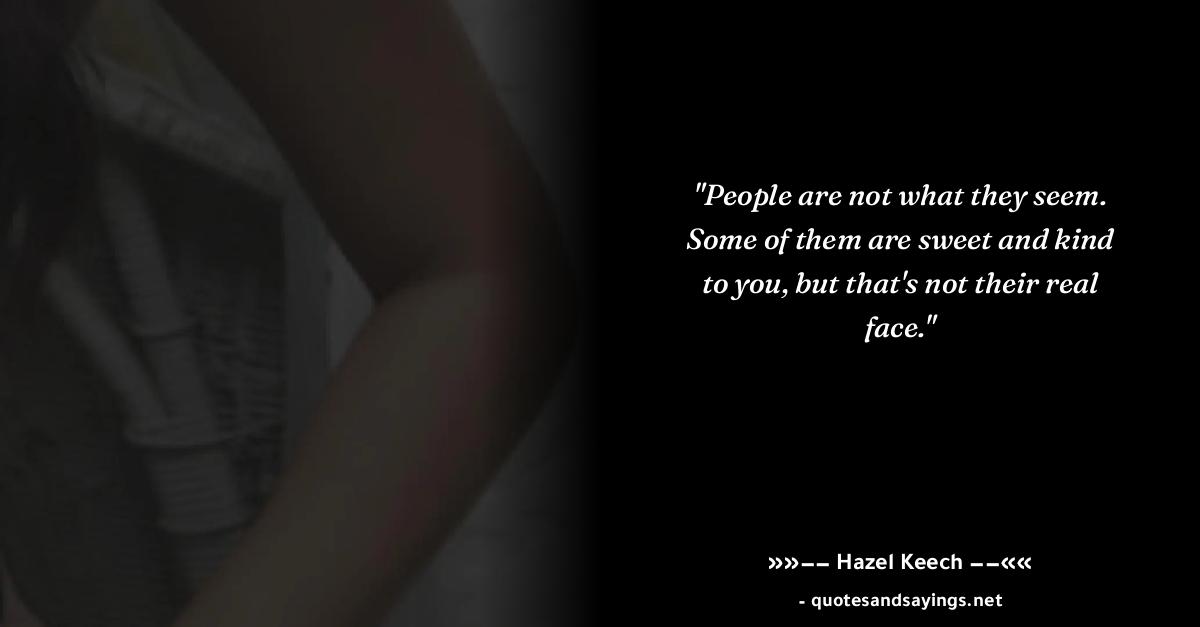 "People are not what they seem.
Some of them are sweet and kind
to you, but that's not their real
face."
»»−− Hazel Keech −−««
- quotesandsayings.net